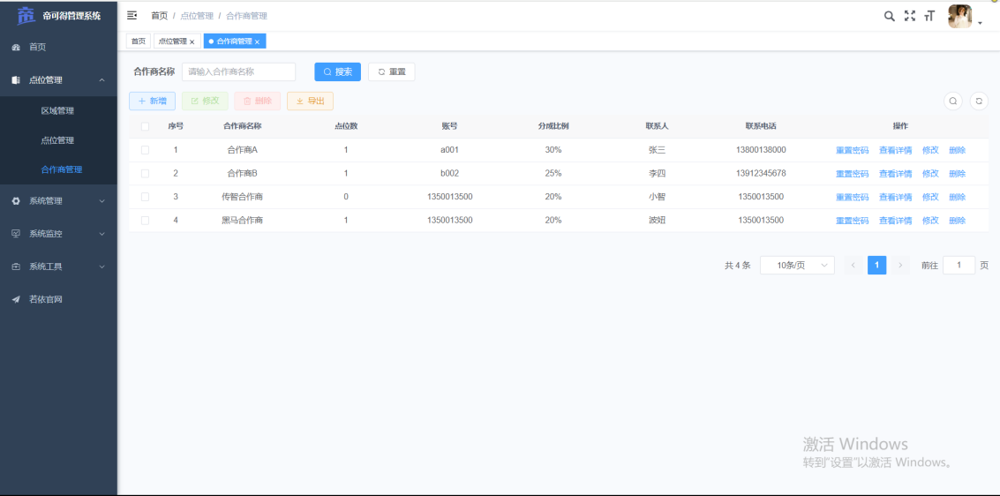 帝 帝可得管理系统
首页 / 点位管理 / 合作商管理
首页 点位管理 × 合作商管理 ×
首页
点位管理
区域管理
点位管理
合作商管理
系统管理
系统监控
系统工具
若依官网
合作商名称 请输入合作商名称 搜索 重置
+ 新增 修改 删除 导出
序号 合作商名称 点位数 账号 分成比例 联系人 联系电话 操作
1 合作商A 1 a001 30% 张三 13800138000 重置密码 查看详情 修改 删除
2 合作商B 1 b002 25% 李四 13912345678 重置密码 查看详情 修改 删除
3 传智合作商 0 1350013500 20% 小智 1350013500 重置密码 查看详情 修改 删除
4 黑马合作商 1 1350013500 20% 波妞 1350013500 重置密码 查看详情 修改 删除
共 4 条 10条/页 < 1 > 前往 1 页
激活 Windows
转到"设置"以激活 Windows。